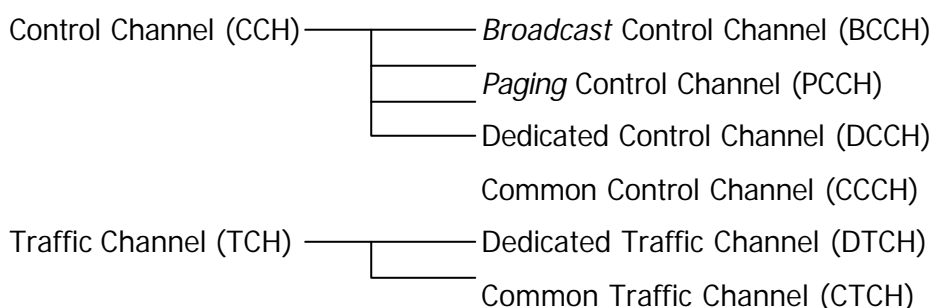 Control Channel (CCH) Broadcast Control Channel (BCCH)
Paging Control Channel (PCCH)
Dedicated Control Channel (DCCH)
Common Control Channel (CCCH)
Traffic Channel (TCH) Dedicated Traffic Channel (DTCH)
Common Traffic Channel (CTCH)